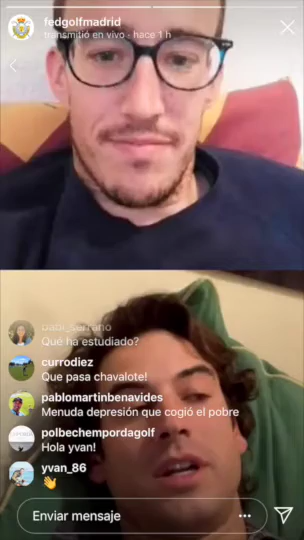 fedgolfmadrid
transmitió en vivo · hace 1 h
babi_serrano
Qué ha estudiado?
currodiez
Que pasa chavalote!
pablomartinbenavides
Menuda depresión que cogió el pobre
polbechempordagolf
Hola yvan!
yvan_86
👋
Enviar mensaje